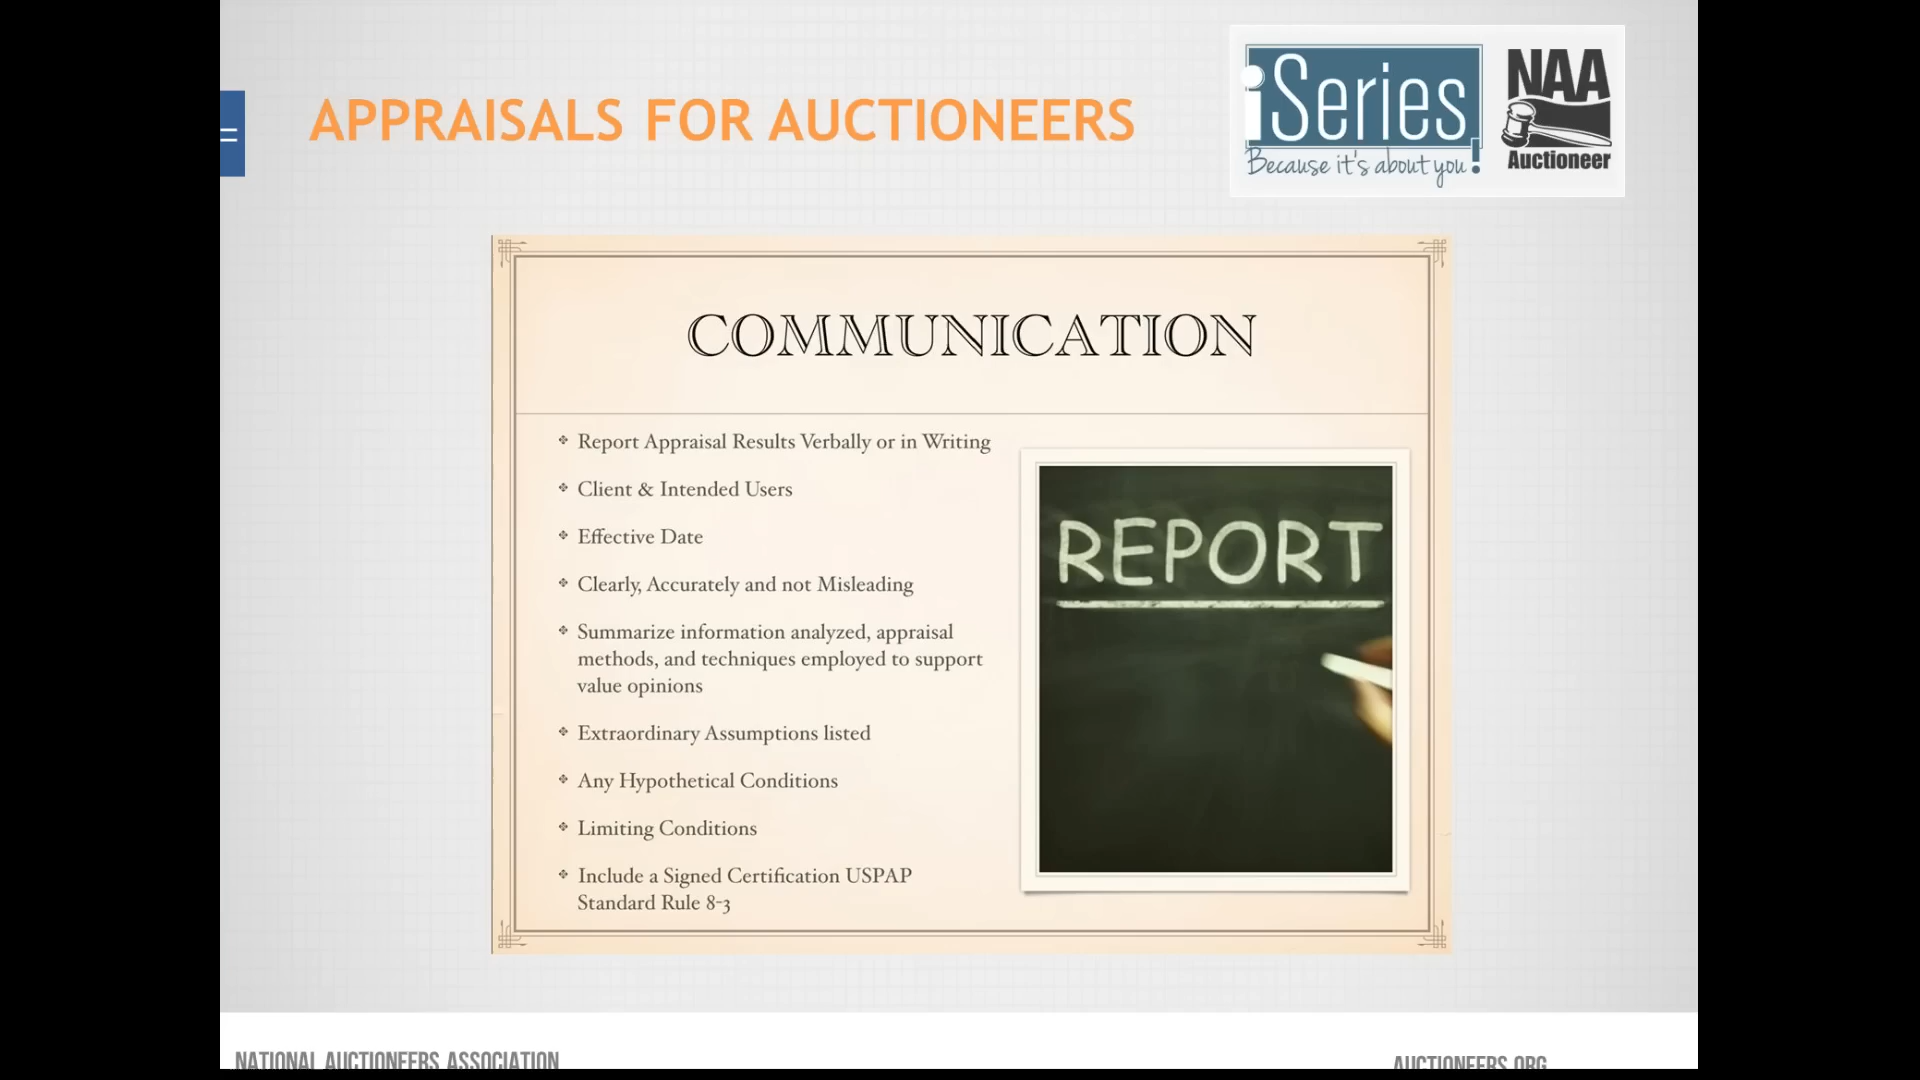 APPRAISALS FOR AUCTIONEERS
iSeries
Because it's about you!
NAA
Auctioneer
COMMUNICATION
Report Appraisal Results Verbally or in Writing
Client & Intended Users
Effective Date
Clearly, Accurately and not Misleading
Summarize information analyzed, appraisal
methods, and techniques employed to support
value opinions
Extraordinary Assumptions listed
Any Hypothetical Conditions
Limiting Conditions
Include a Signed Certification USPAP
Standard Rule 8-3
REPORT
NATIONAL AUCTIONEERS ASSOCIATION
AUCTIONEERS.ORG